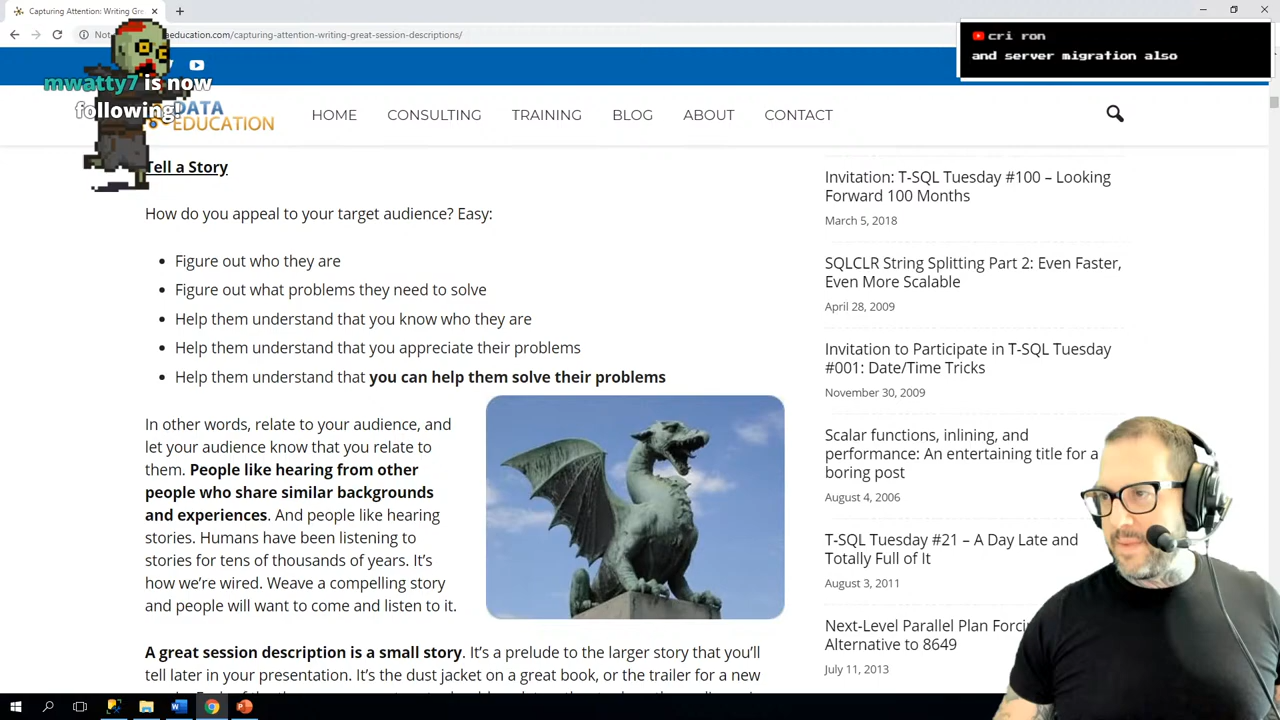 Capturing Attention: Writing Gre
Not
education.com/capturing-attention-writing-great-session-descriptions/
cri ron
and server migration also
mwatty7 is now
following!
DATA
EDUCATION
HOME
CONSULTING
TRAINING
BLOG
ABOUT
CONTACT
Tell a Story
How do you appeal to your target audience? Easy:
• Figure out who they are
• Figure out what problems they need to solve
• Help them understand that you know who they are
• Help them understand that you appreciate their problems
• Help them understand that you can help them solve their problems
In other words, relate to your audience, and
let your audience know that you relate to
them. People like hearing from other
people who share similar backgrounds
and experiences. And people like hearing
stories. Humans have been listening to
stories for tens of thousands of years. It's
how we're wired. Weave a compelling story
and people will want to come and listen to it.
A great session description is a small story. It's a prelude to the larger story that you'll
tell later in your presentation. It's the dust jacket on a great book, or the trailer for a new
Invitation: T-SQL Tuesday #100 – Looking
Forward 100 Months
March 5, 2018
SQLCLR String Splitting Part 2: Even Faster,
Even More Scalable
April 28, 2009
Invitation to Participate in T-SQL Tuesday
#001: Date/Time Tricks
November 30, 2009
Scalar functions, inlining, and
performance: An entertaining title for a
boring post
August 4, 2006
T-SQL Tuesday #21 – A Day Late and
Totally Full of It
August 3, 2011
Next-Level Parallel Plan
Alternative to 8649
July 11, 2013